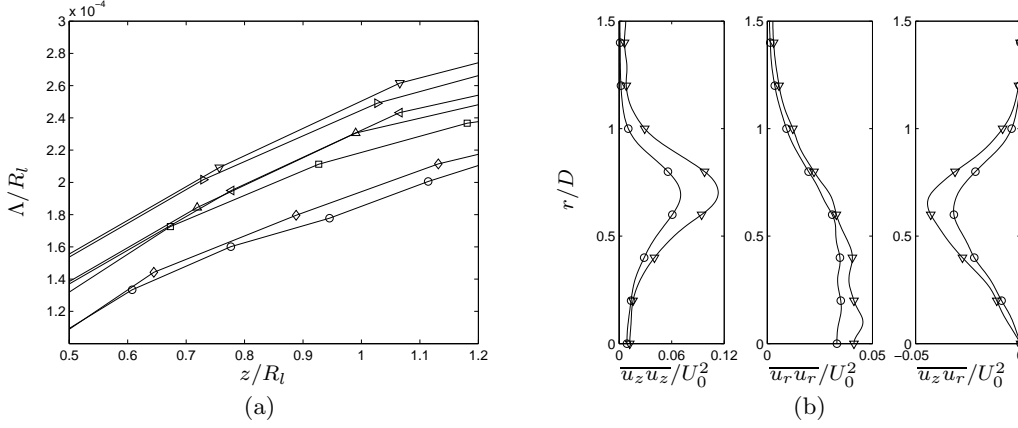 x 10⁻⁴
3
2.8
2.6
2.4
2.2
2
1.8
1.6
1.4
1.2
Λ/R_l
0.5 0.6 0.7 0.8 0.9 1 1.1 1.2
z/R_l
(a)
1.5
1
0.5
0
r/D
0 0.06 0.12
\overline{u_z u_z}/U_0^2
1.5
1
0.5
0
0 0.05
\overline{u_r u_r}/U_0^2
1.5
1
0.5
0
−0.05 0
\overline{u_z u_r}/U_0^2
(b)